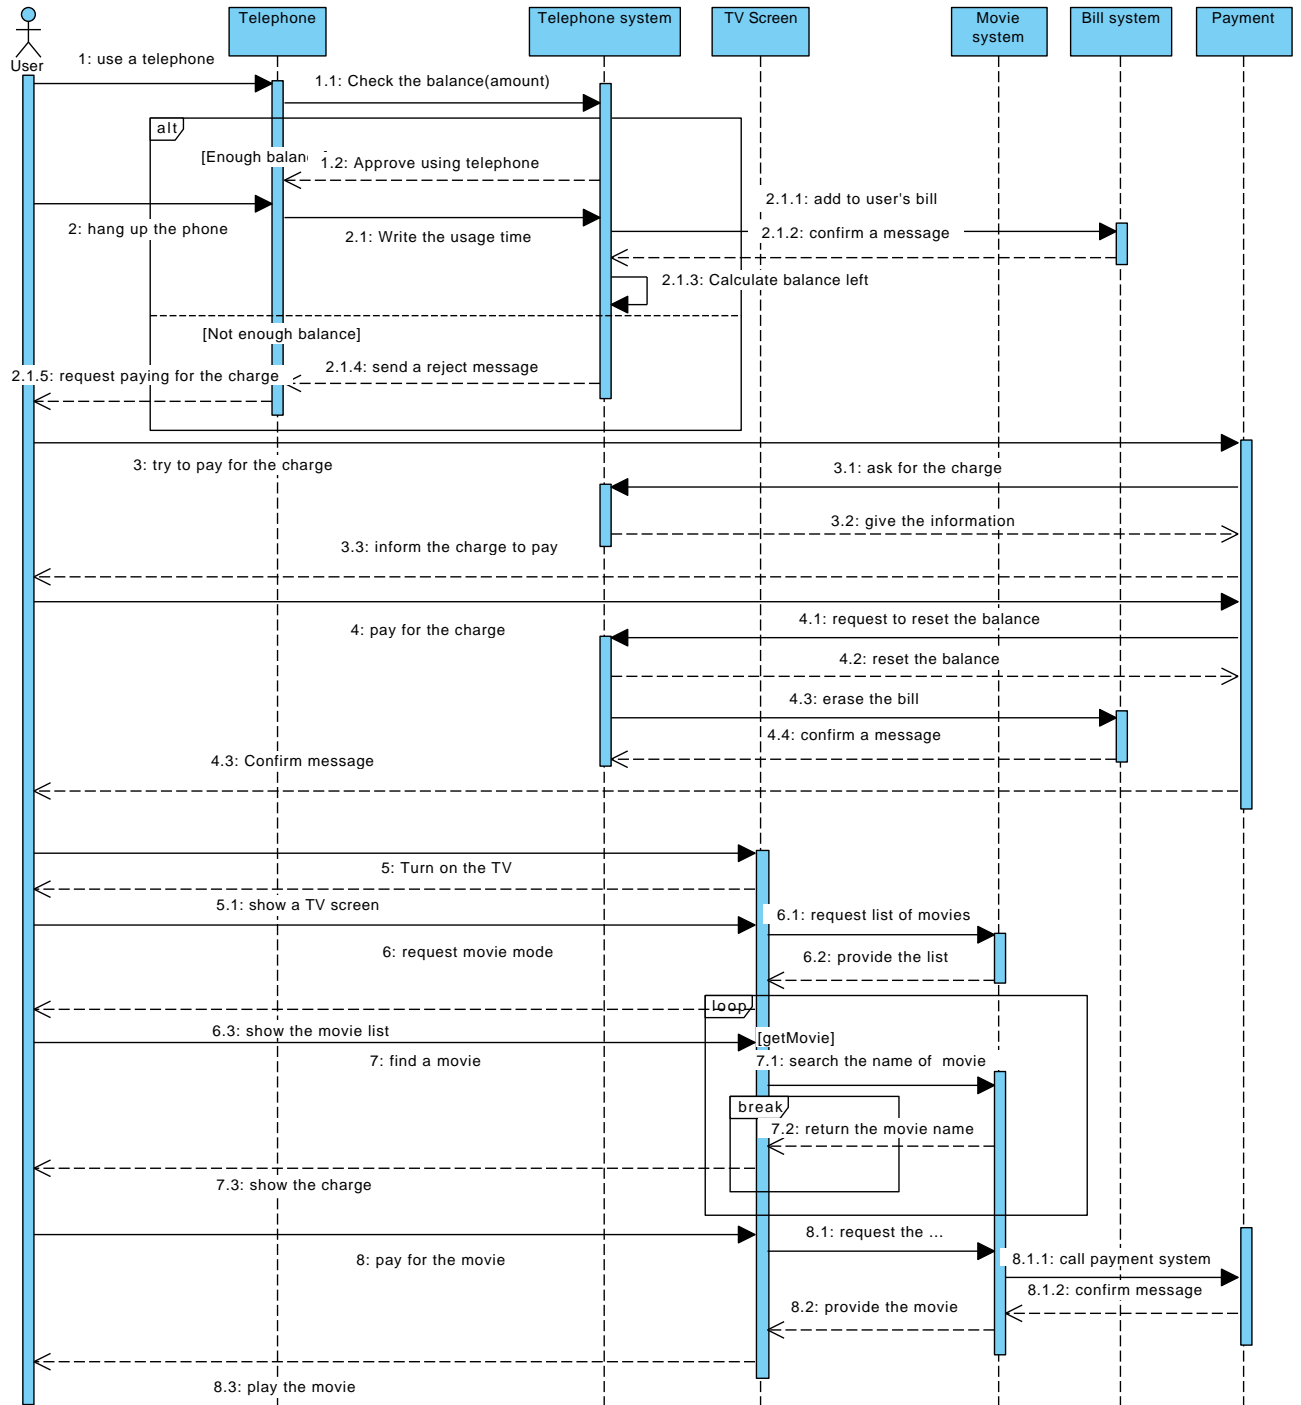 Telephone
Telephone system
TV Screen
Movie
system
Bill system
Payment
User
1: use a telephone
1.1: Check the balance(amount)
alt
[Enough balan
1.2: Approve using telephone
2: hang up the phone
2.1: Write the usage time
2.1.1: add to user's bill
2.1.2: confirm a message
2.1.3: Calculate balance left
[Not enough balance]
2.1.4: send a reject message
2.1.5: request paying for the charge
3: try to pay for the charge
3.1: ask for the charge
3.2: give the information
3.3: inform the charge to pay
4: pay for the charge
4.1: request to reset the balance
4.2: reset the balance
4.3: erase the bill
4.4: confirm a message
4.3: Confirm message
5: Turn on the TV
5.1: show a TV screen
6: request movie mode
6.1: request list of movies
6.2: provide the list
loop
6.3: show the movie list
[getMovie]
7: find a movie
7.1: search the name of  movie
break
7.2: return the movie name
7.3: show the charge
8: pay for the movie
8.1: request the ...
8.1.1: call payment system
8.1.2: confirm message
8.2: provide the movie
8.3: play the movie